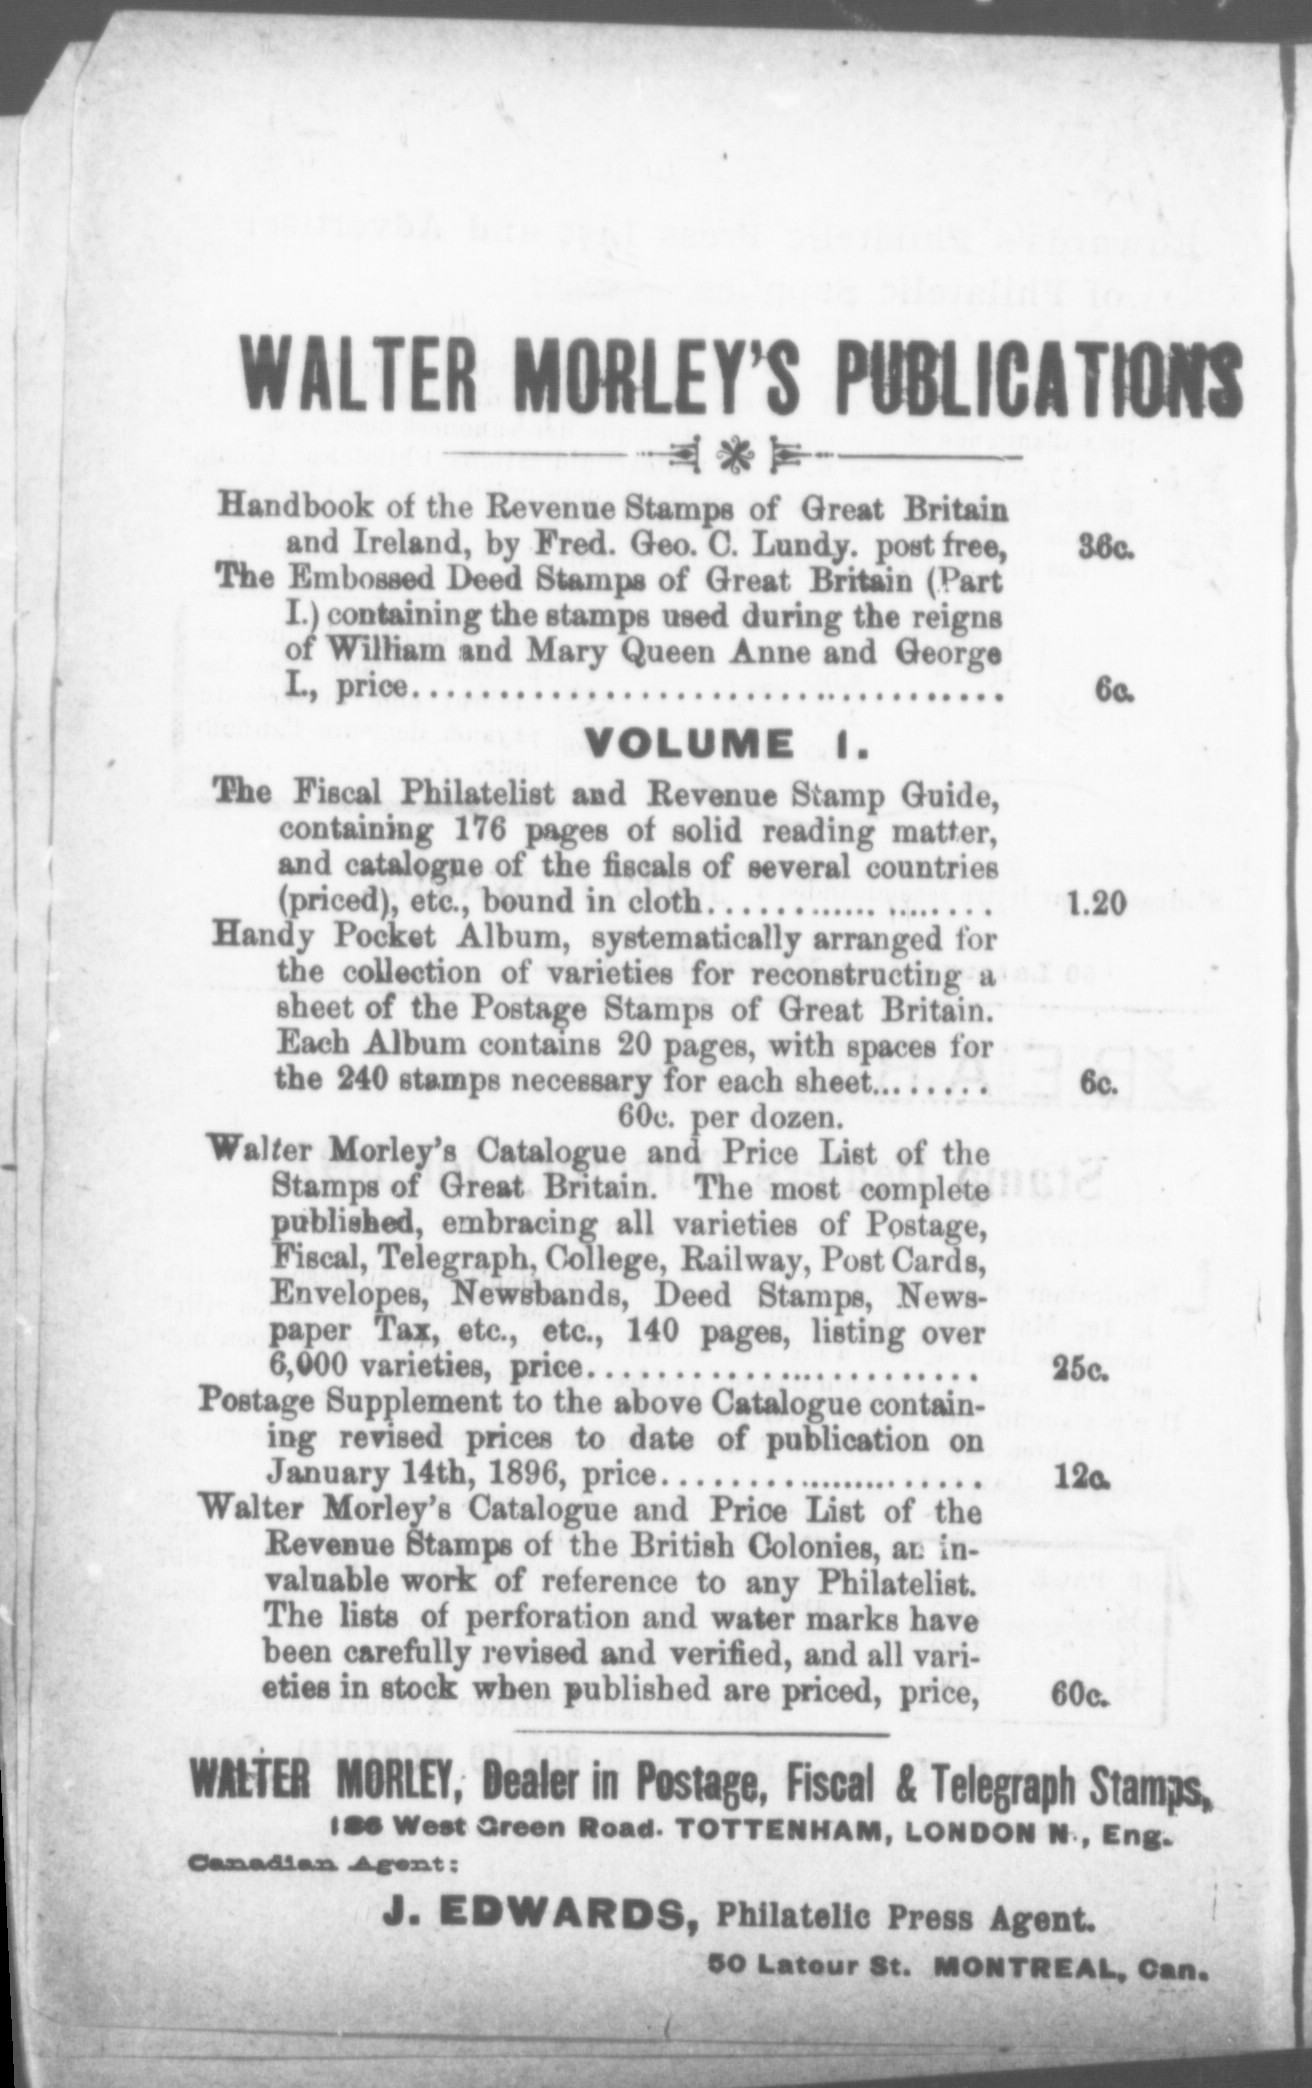 WALTER MORLEY'S PUBLICATIONS
Handbook of the Revenue Stamps of Great Britain
and Ireland, by Fred. Geo. C. Lundy. post free, 36c.
The Embossed Deed Stamps of Great Britain (Part
I.) containing the stamps used during the reigns
of William and Mary Queen Anne and George
I., price.................................. 6c.
VOLUME I.
The Fiscal Philatelist and Revenue Stamp Guide,
containing 176 pages of solid reading matter,
and catalogue of the fiscals of several countries
(priced), etc., bound in cloth................. 1.20
Handy Pocket Album, systematically arranged for
the collection of varieties for reconstructing a
sheet of the Postage Stamps of Great Britain.
Each Album contains 20 pages, with spaces for
the 240 stamps necessary for each sheet........ 6c.
60c. per dozen.
Walter Morley's Catalogue and Price List of the
Stamps of Great Britain. The most complete
published, embracing all varieties of Postage,
Fiscal, Telegraph, College, Railway, Post Cards,
Envelopes, Newsbands, Deed Stamps, News-
paper Tax, etc., etc., 140 pages, listing over
6,000 varieties, price........................ 25c.
Postage Supplement to the above Catalogue contain-
ing revised prices to date of publication on
January 14th, 1896, price..................... 12c.
Walter Morley's Catalogue and Price List of the
Revenue Stamps of the British Colonies, an in-
valuable work of reference to any Philatelist.
The lists of perforation and water marks have
been carefully revised and verified, and all vari-
eties in stock when published are priced, price, 60c.
WALTER MORLEY, Dealer in Postage, Fiscal & Telegraph Stamps,
West Green Road. TOTTENHAM, LONDON N., Eng.
Canadian Agent:
J. EDWARDS, Philatelic Press Agent.
50 Latour St. MONTREAL, Can.